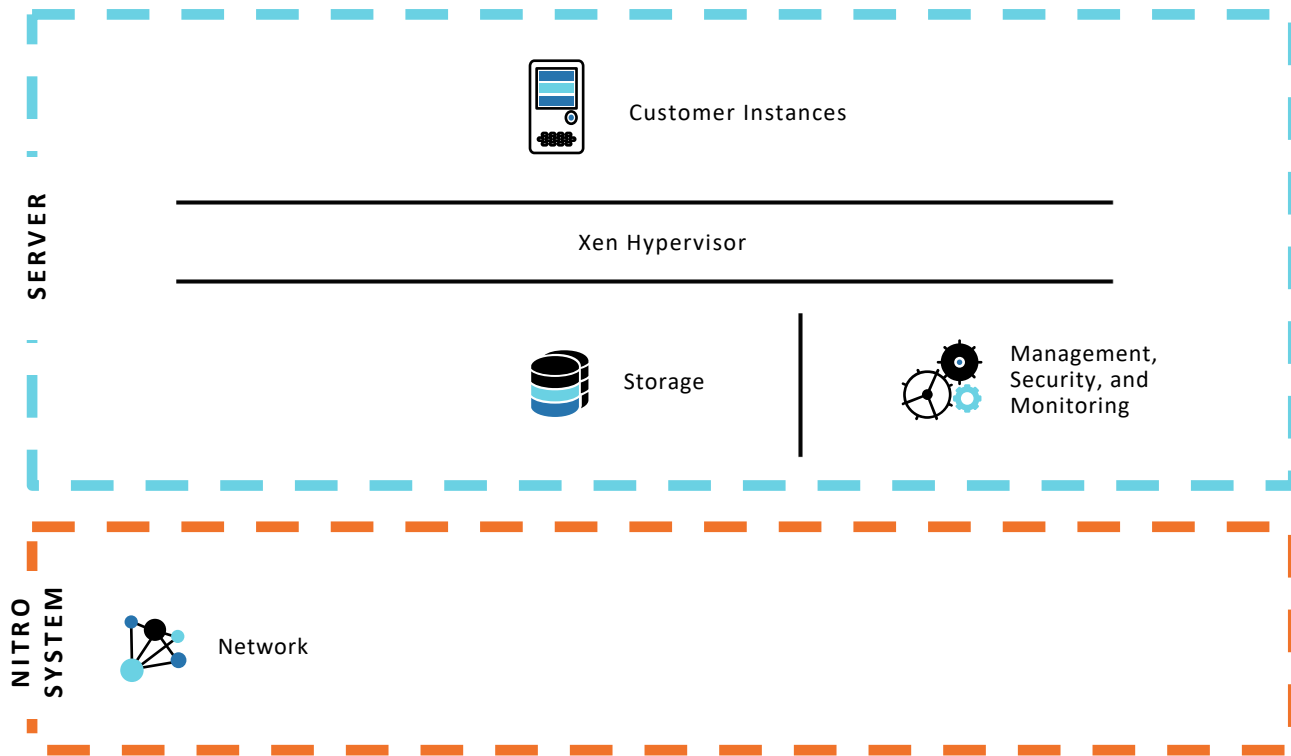 Customer Instances
SERVER
Xen Hypervisor
Storage
Management,
Security, and
Monitoring
NITRO
SYSTEM
Network